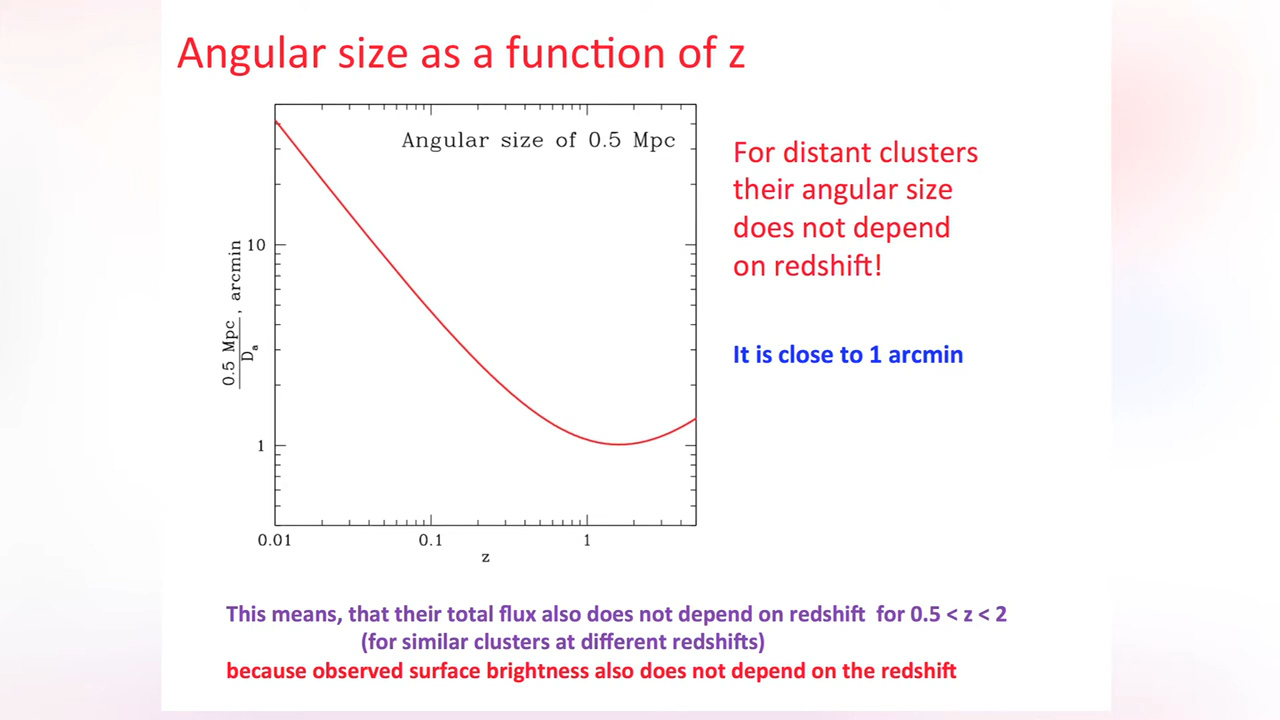 Angular size as a function of z
Angular size of 0.5 Mpc
For distant clusters
their angular size
does not depend
on redshift!
It is close to 1 arcmin
10
1
0.5 Mpc
Da
, arcmin
0.01
0.1
1
z
This means, that their total flux also does not depend on redshift for 0.5 < z < 2
(for similar clusters at different redshifts)
because observed surface brightness also does not depend on the redshift